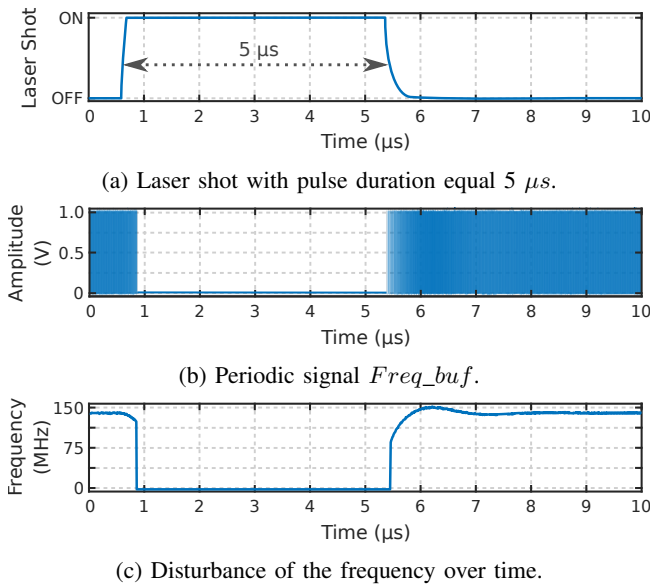 Laser Shot
ON
OFF
5 µs
0 1 2 3 4 5 6 7 8 9 10
Time (µs)
(a) Laser shot with pulse duration equal 5 µs.
Amplitude
(V)
1.0
0.5
0
0 1 2 3 4 5 6 7 8 9 10
Time (µs)
(b) Periodic signal Freq_buf.
Frequency
(MHz)
150
75
0
0 1 2 3 4 5 6 7 8 9 10
Time (µs)
(c) Disturbance of the frequency over time.